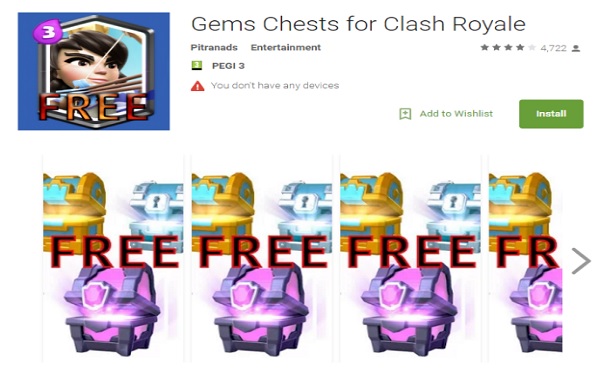 Gems Chests for Clash Royale
3
FREE
Pitranads Entertainment 4,722
3 PEGI 3
You don't have any devices
Add to Wishlist Install
FREE FREE FREE FR